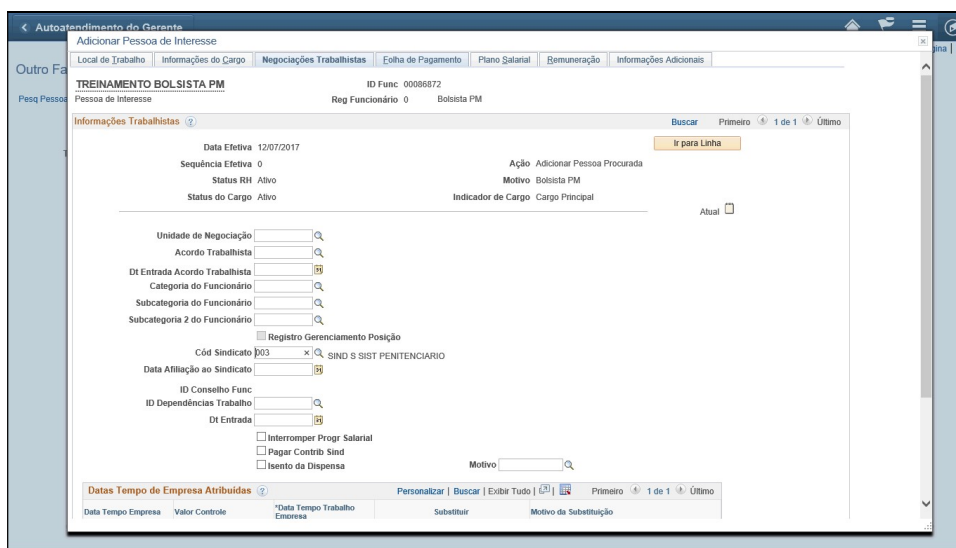 Autoatendimento do Gerente
Adicionar Pessoa de Interesse
Local de Trabalho Informações do Cargo Negociações Trabalhistas Folha de Pagamento Plano Salarial Remuneração Informações Adicionais
Outro Fa
TREINAMENTO BOLSISTA PM ID Func 00086872
Pesq Pessoa Pessoa de Interesse Reg Funcionário 0 Bolsista PM
Informações Trabalhistas Buscar Primeiro 1 de 1 Último
Data Efetiva 12/07/2017 Ir para Linha
Sequência Efetiva 0 Ação Adicionar Pessoa Procurada
Status RH Ativo Motivo Bolsista PM
Status do Cargo Ativo Indicador de Cargo Cargo Principal
Atual
Unidade de Negociação
Acordo Trabalhista
Dt Entrada Acordo Trabalhista
Categoria do Funcionário
Subcategoria do Funcionário
Subcategoria 2 do Funcionário
Registro Gerenciamento Posição
Cód Sindicato 003 SIND S SIST PENITENCIARIO
Data Afiliação ao Sindicato
ID Conselho Func
ID Dependências Trabalho
Dt Entrada
Interromper Progr Salarial
Pagar Contrib Sind
Isento da Dispensa Motivo
Datas Tempo de Empresa Atribuídas Personalizar | Buscar | Exibir Tudo | Primeiro 1 de 1 Último
Data Tempo Empresa Valor Controle *Data Tempo Trabalho Empresa Substituir Motivo da Substituição